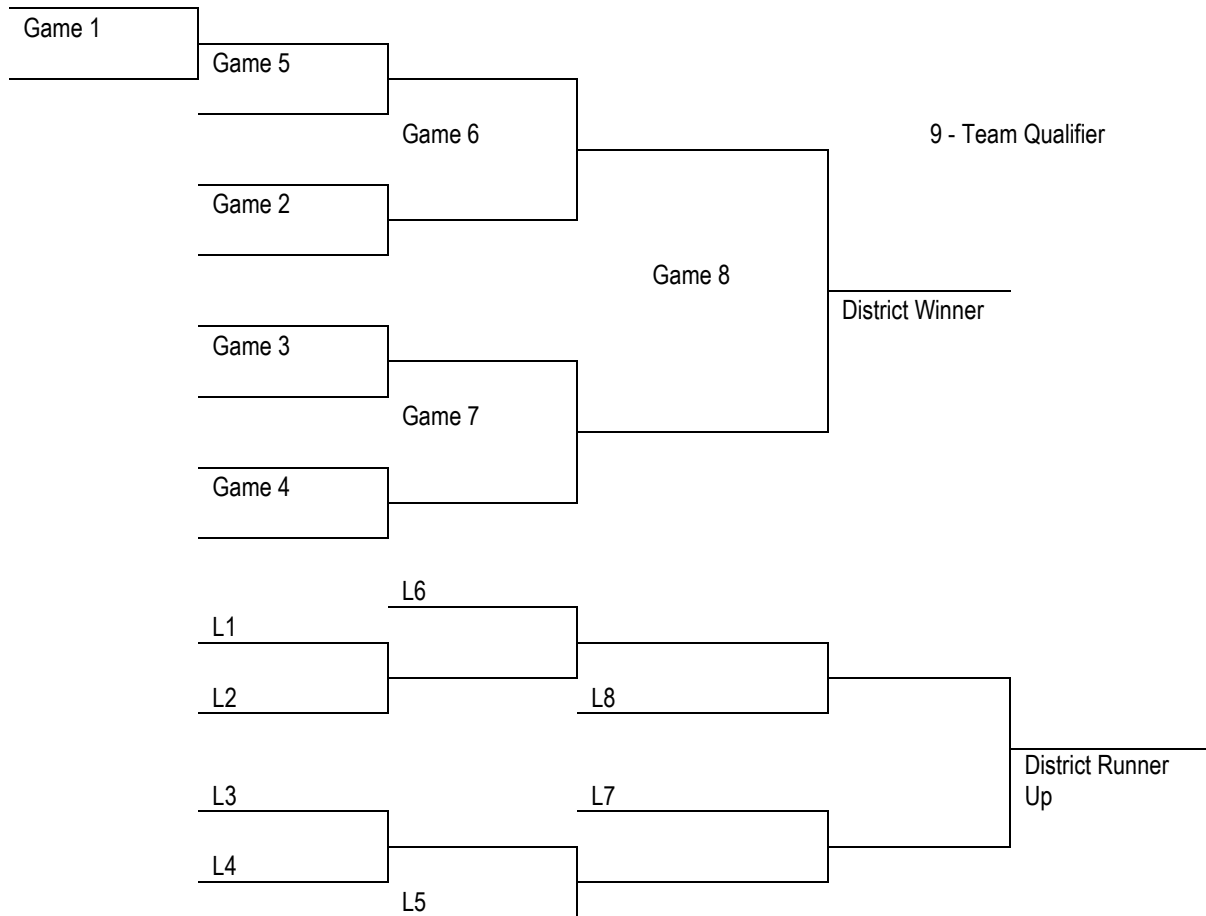 Game 1
Game 5
Game 6
9 - Team Qualifier
Game 2
Game 8
District Winner
Game 3
Game 7
Game 4
L6
L1
L2
L8
District Runner
Up
L3
L7
L4
L5